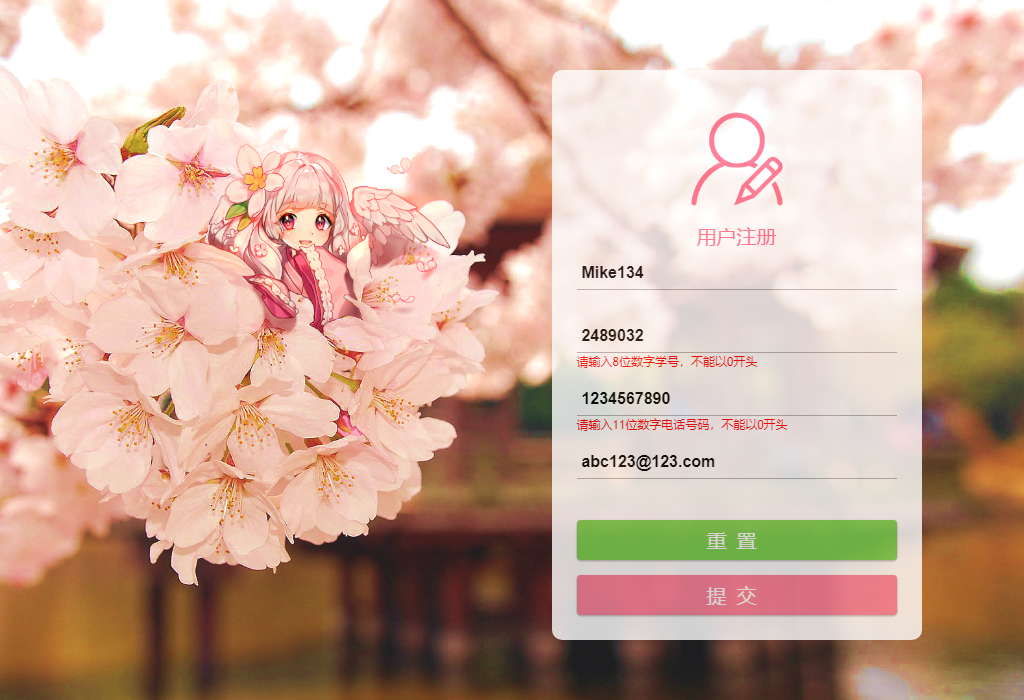 用户注册
Mike134
2489032
请输入8位数字学号，不能以0开头
1234567890
请输入11位数字电话号码，不能以0开头
abc123@123.com
重 置
提 交